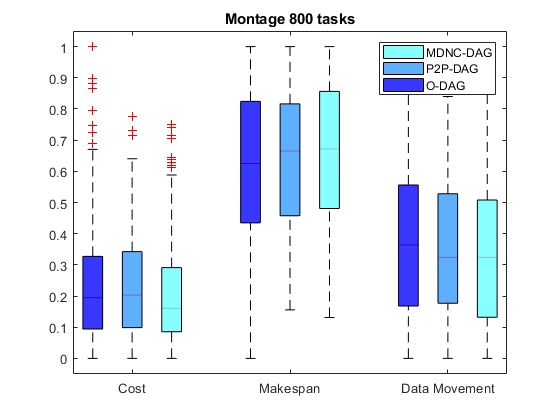 Montage 800 tasks
MDNC-DAG
P2P-DAG
O-DAG
1
0.9
0.8
0.7
0.6
0.5
0.4
0.3
0.2
0.1
0
Cost
Makespan
Data Movement